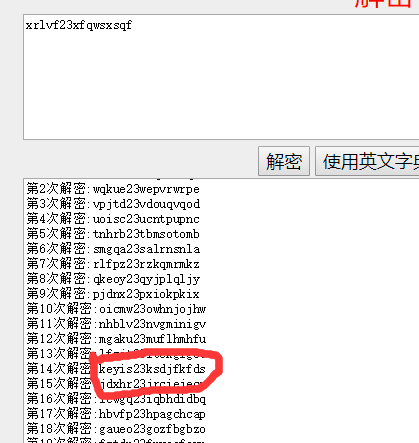 解出
xrlvf23xfqwsxsqf
解密 使用英文字典
第2次解密:wqkue23wepvrwrpe
第3次解密:vpjtd23vdouqvqod
第4次解密:uoisc23ucntpupnc
第5次解密:tnhrb23tbmsotomb
第6次解密:smgqa23salrnsnla
第7次解密:rlfpz23rzkqmrmkz
第8次解密:qkeoy23qyjplqljy
第9次解密:pjdnx23pxiokpkix
第10次解密:oicmw23owhnjojhw
第11次解密:nhblv23nvgminigv
第12次解密:mgaku23muflhmhfu
第13次解密:
第14次解密:keyis23ksdjfkfds
第15次解密:jdxhr23jrciejecr
第16次解密:icwgq23iqbhdidbq
第17次解密:hbvfp23hpagchcap
第18次解密:gaueo23gozfbgbzo